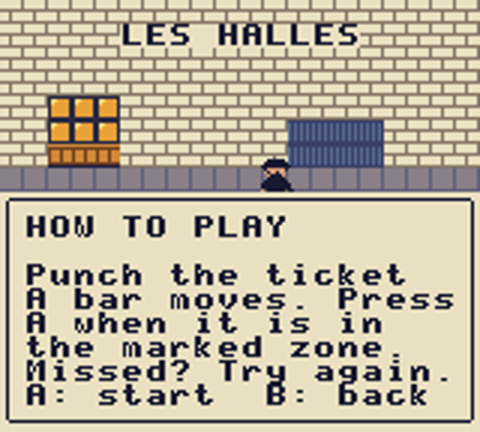 LES HALLES
HOW TO PLAY
Punch the ticket
A bar moves. Press
A when it is in
the marked zone.
Missed? Try again.
A: start B: back